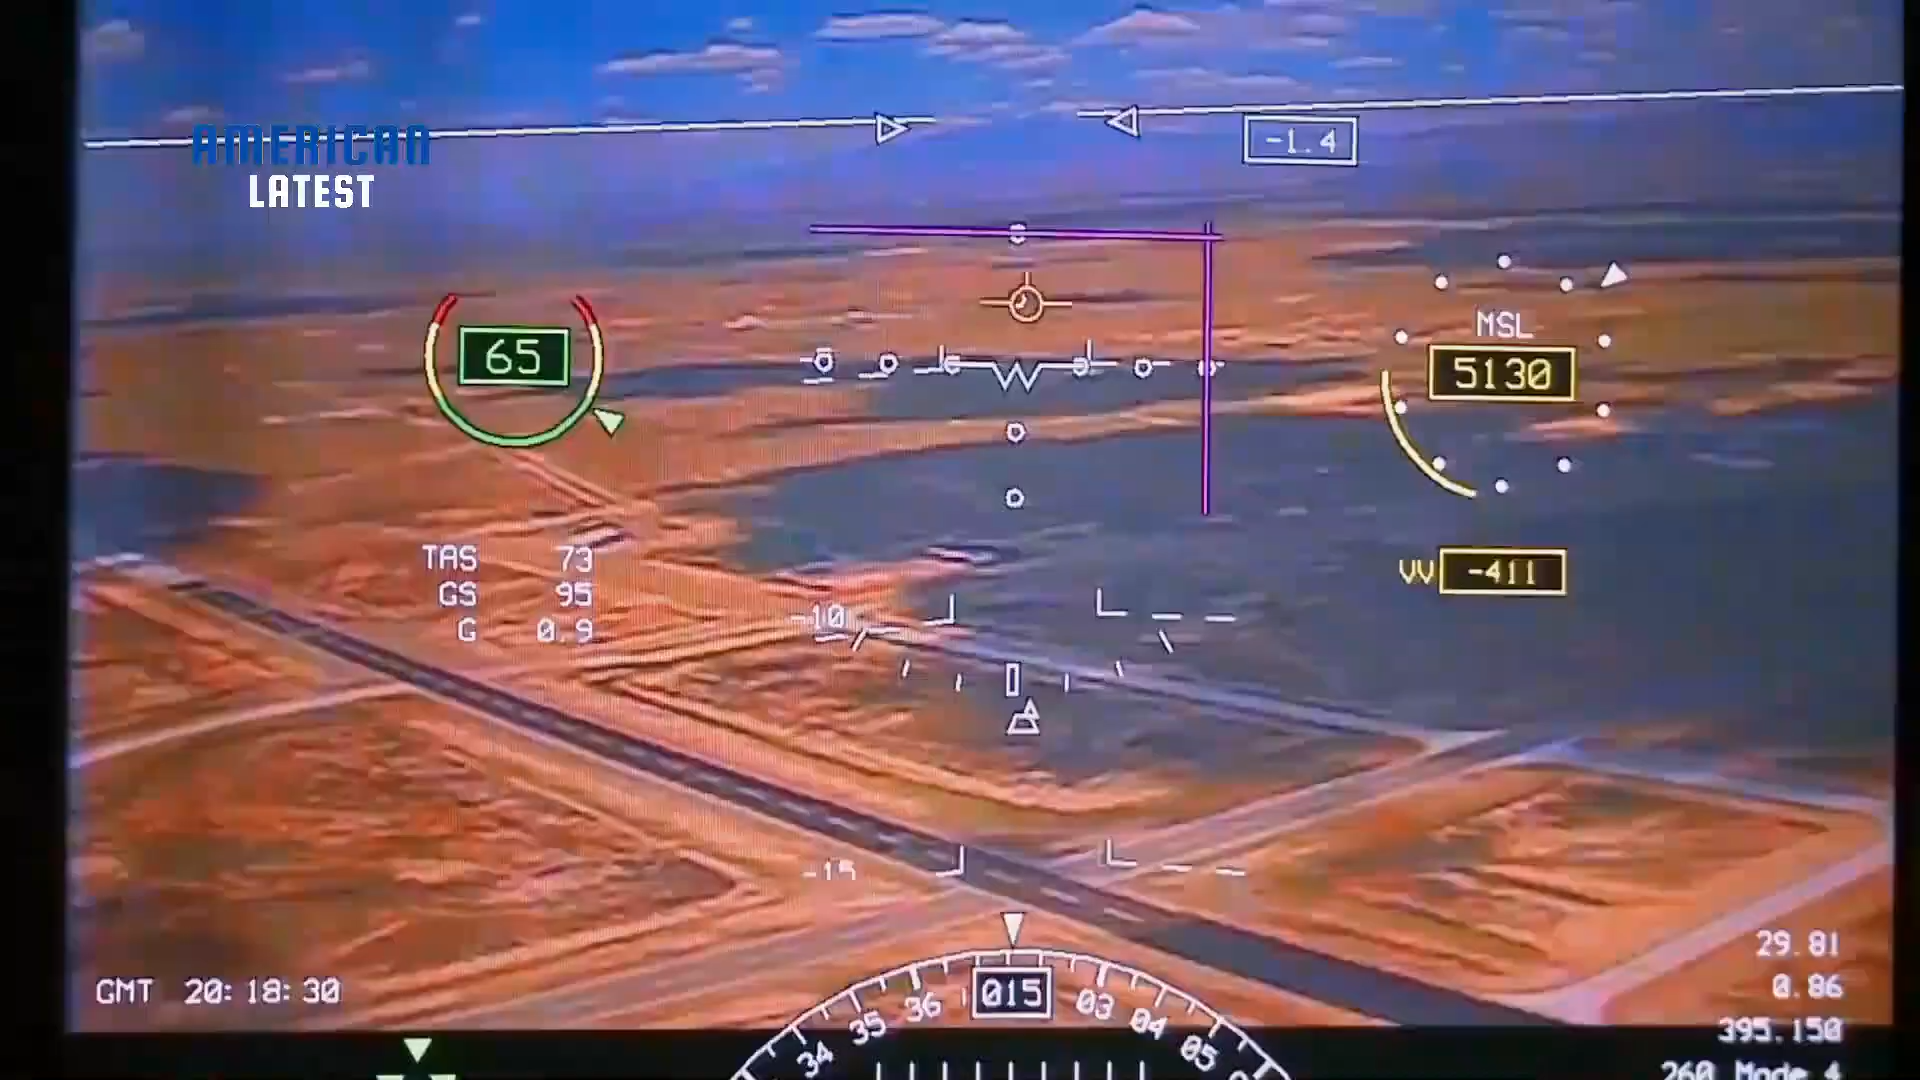 AMERICAN
LATEST
-1.4
65
MSL
5130
TAS 73
GS 95
G 0.9
VV -411
-10
-15
29.81
0.86
395.150
260 Mode 4
GMT 20:18:30
34 35 36 015 03 04 05